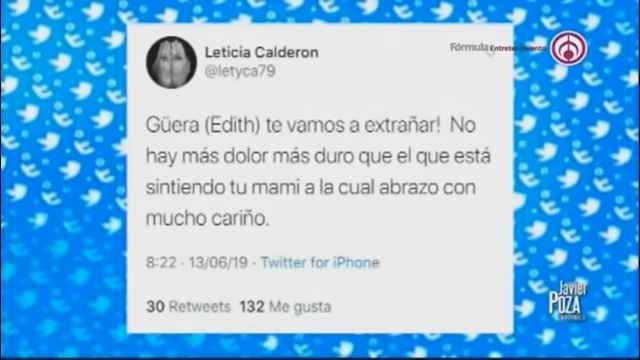 Leticia Calderon
@letyca79
Fórmula Entretenimiento
Güera (Edith) te vamos a extrañar! No
hay más dolor más duro que el que está
sintiendo tu mami a la cual abrazo con
mucho cariño.
8:22 · 13/06/19 · Twitter for iPhone
30 Retweets 132 Me gusta
Javier
POZA